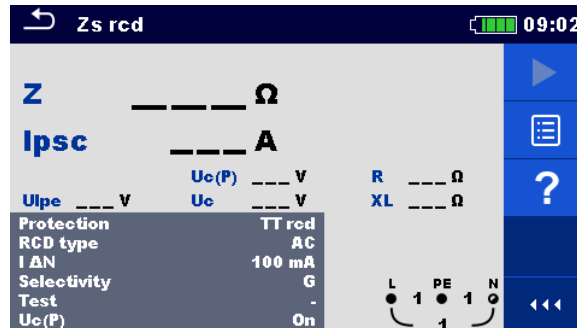 Zs rcd 09:02
Z ___ Ω
Ipsc ___ A
Uc(P) ___ V R ___ Ω
Ulpe ___ V Uc ___ V XL ___ Ω
Protection TT rcd
RCD type AC
I ΔN 100 mA
Selectivity G
Test -
Uc(P) On
L PE N
1 1
1
?